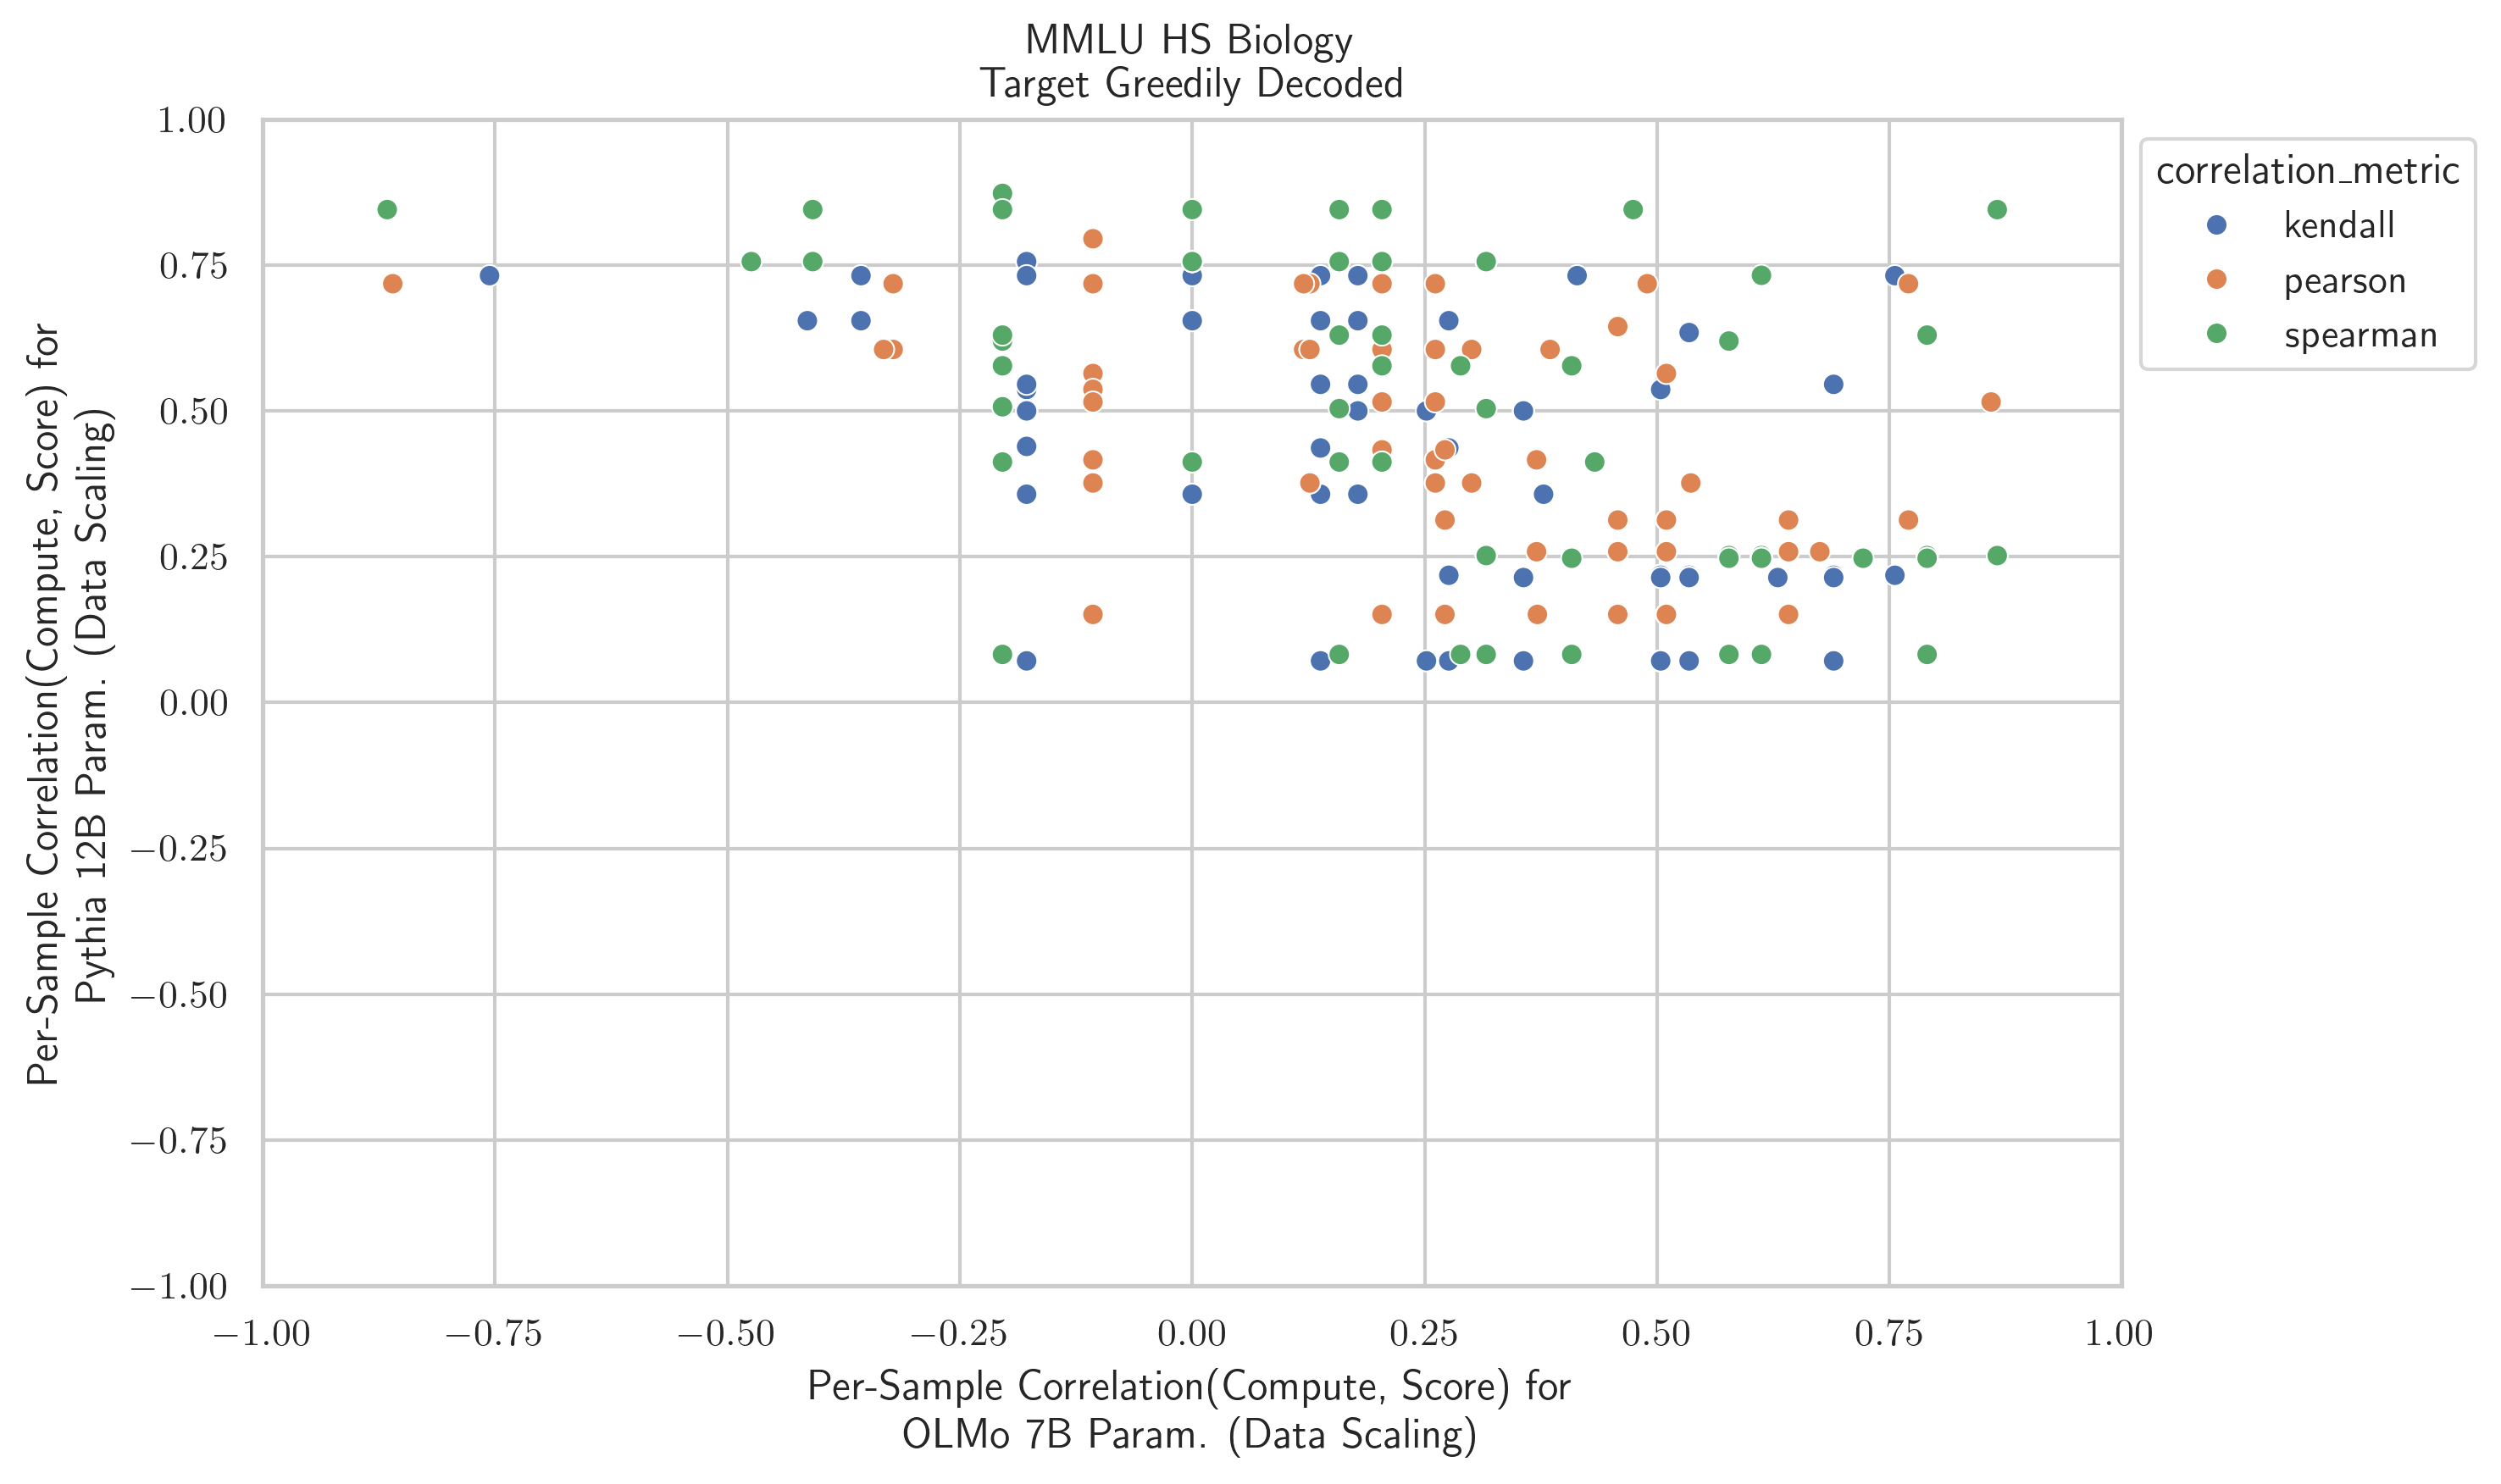 MMLU HS Biology
Target Greedily Decoded
Per-Sample Correlation(Compute, Score) for
Pythia 12B Param. (Data Scaling)
1.00
0.75
0.50
0.25
0.00
−0.25
−0.50
−0.75
−1.00
−1.00 −0.75 −0.50 −0.25 0.00 0.25 0.50 0.75 1.00
Per-Sample Correlation(Compute, Score) for
OLMo 7B Param. (Data Scaling)
correlation_metric
kendall
pearson
spearman